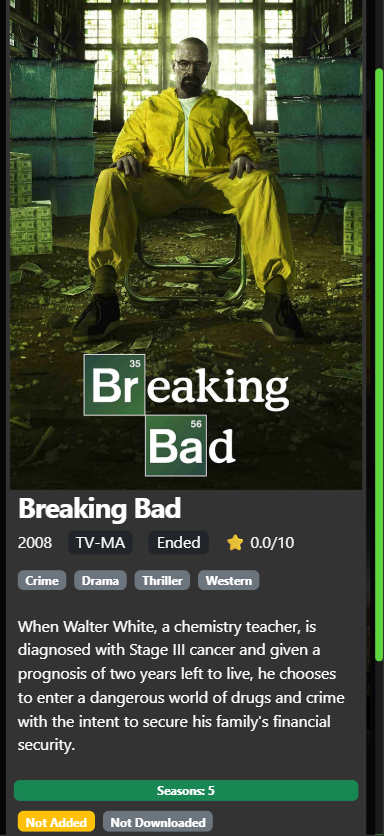 35
Breaking
56
Bad
Breaking Bad
2008 TV-MA Ended 0.0/10
Crime Drama Thriller Western
When Walter White, a chemistry teacher, is
diagnosed with Stage III cancer and given a
prognosis of two years left to live, he chooses
to enter a dangerous world of drugs and crime
with the intent to secure his family's financial
security.
Seasons: 5
Not Added Not Downloaded